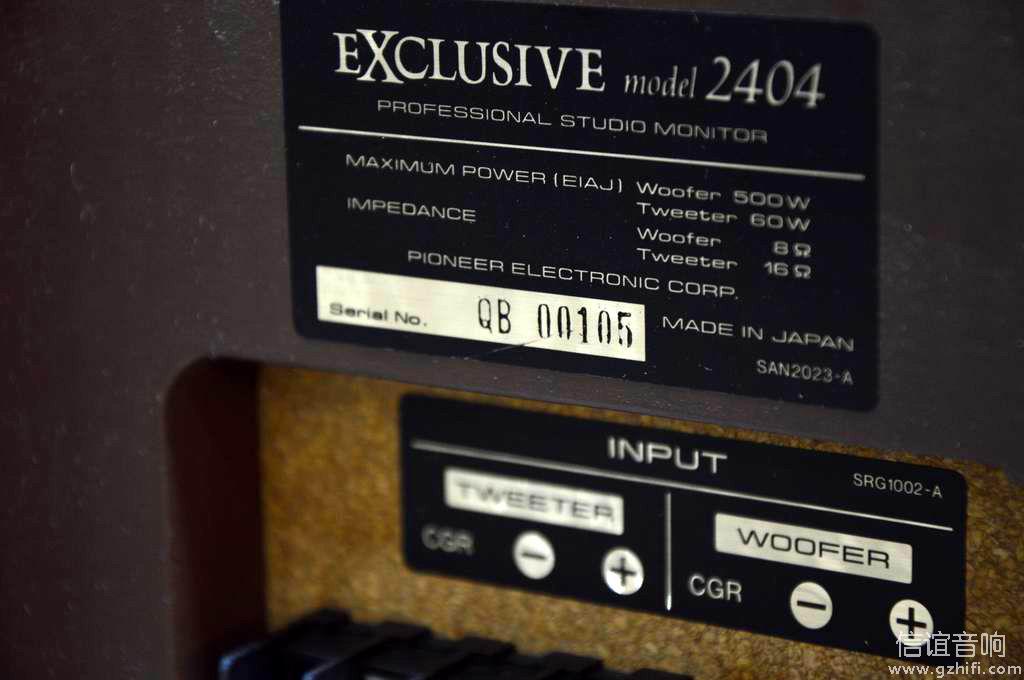 EXCLUSIVE model 2404
PROFESSIONAL STUDIO MONITOR
MAXIMUM POWER (EIAJ) Woofer 500W
Tweeter 60W
IMPEDANCE Woofer 8Ω
Tweeter 16Ω
PIONEER ELECTRONIC CORP.
Serial No. QB 00105
MADE IN JAPAN
SAN2023-A
INPUT
SRG1002-A
TWEETER
CGR - +
WOOFER
CGR - +
信谊音响
www.gzhifi.com